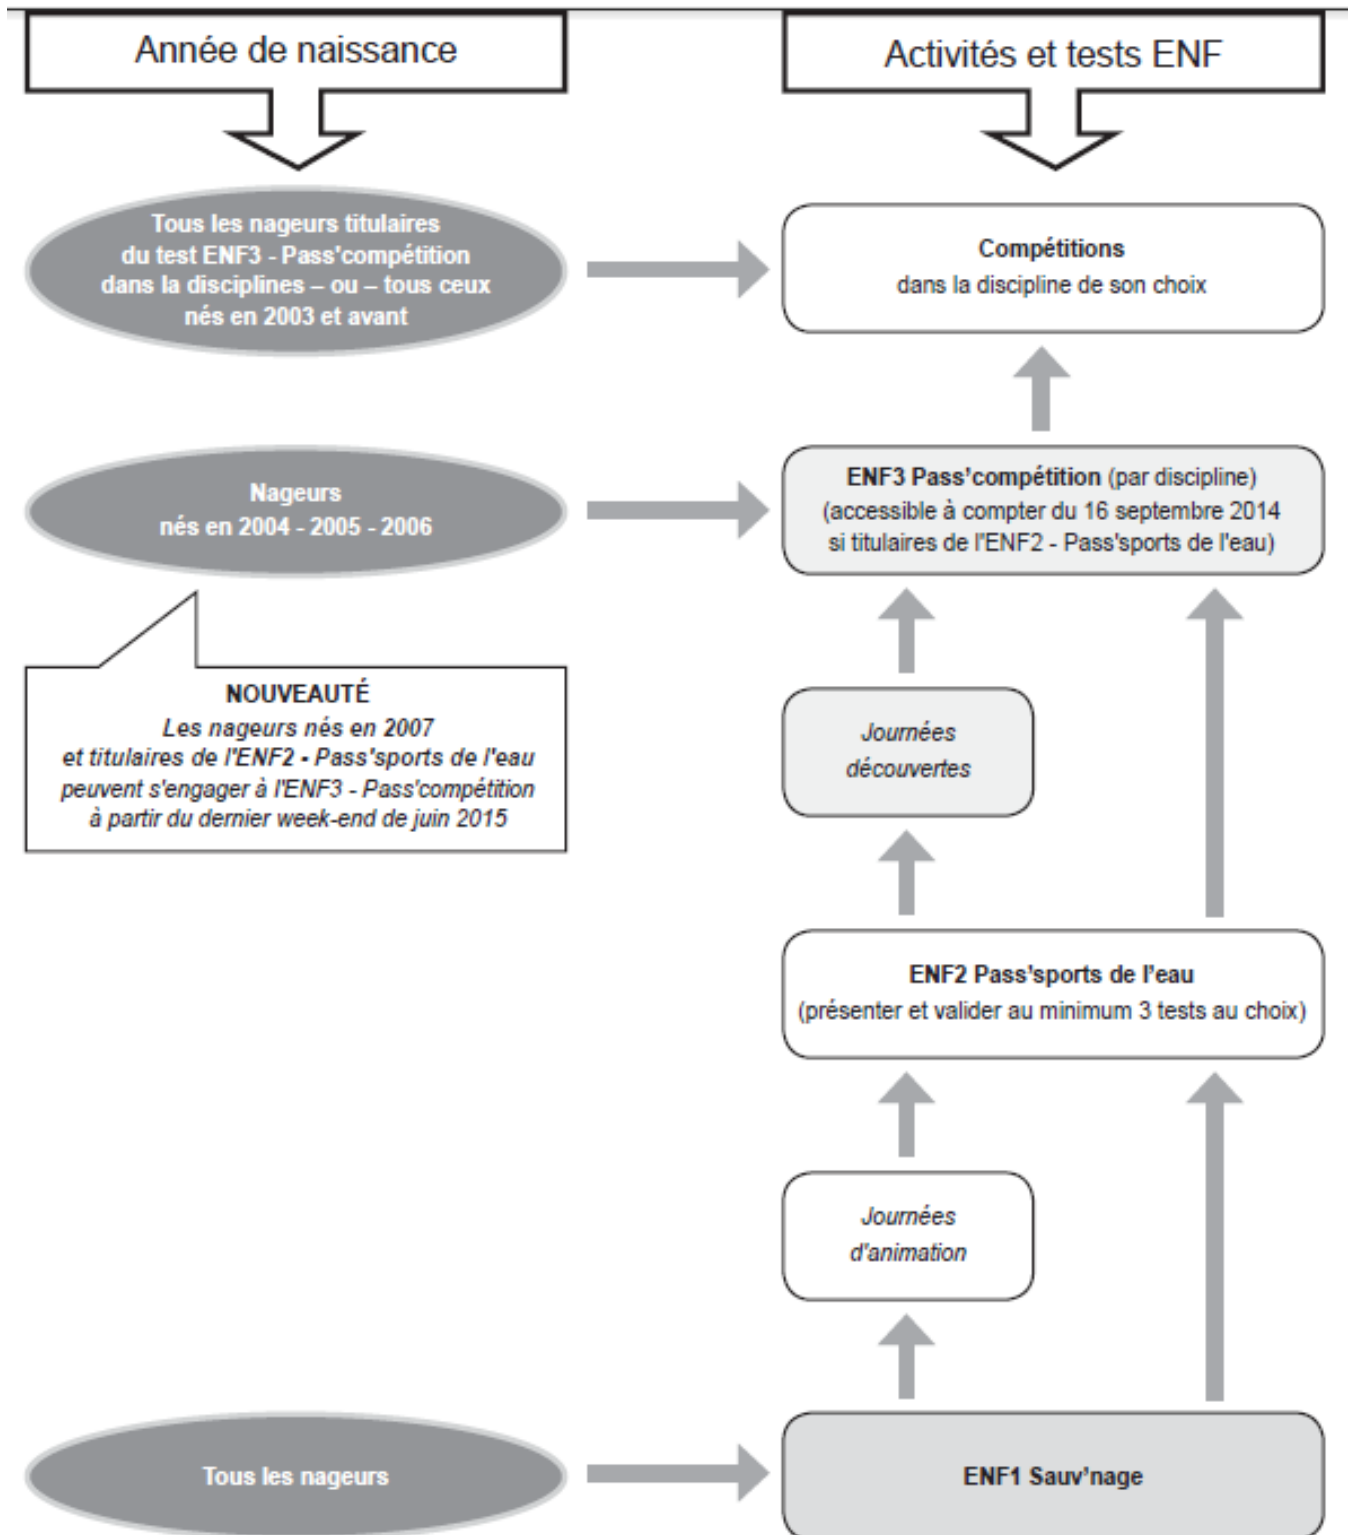 Année de naissance
Activités et tests ENF
Tous les nageurs titulaires
du test ENF3 - Pass'compétition
dans la disciplines – ou – tous ceux
nés en 2003 et avant
Compétitions
dans la discipline de son choix
Nageurs
nés en 2004 - 2005 - 2006
ENF3 Pass'compétition (par discipline)
(accessible à compter du 16 septembre 2014
si titulaires de l'ENF2 - Pass'sports de l'eau)
NOUVEAUTÉ
Les nageurs nés en 2007
et titulaires de l'ENF2 - Pass'sports de l'eau
peuvent s'engager à l'ENF3 - Pass'compétition
à partir du dernier week-end de juin 2015
Journées
découvertes
ENF2 Pass'sports de l'eau
(présenter et valider au minimum 3 tests au choix)
Journées
d'animation
Tous les nageurs
ENF1 Sauv'nage